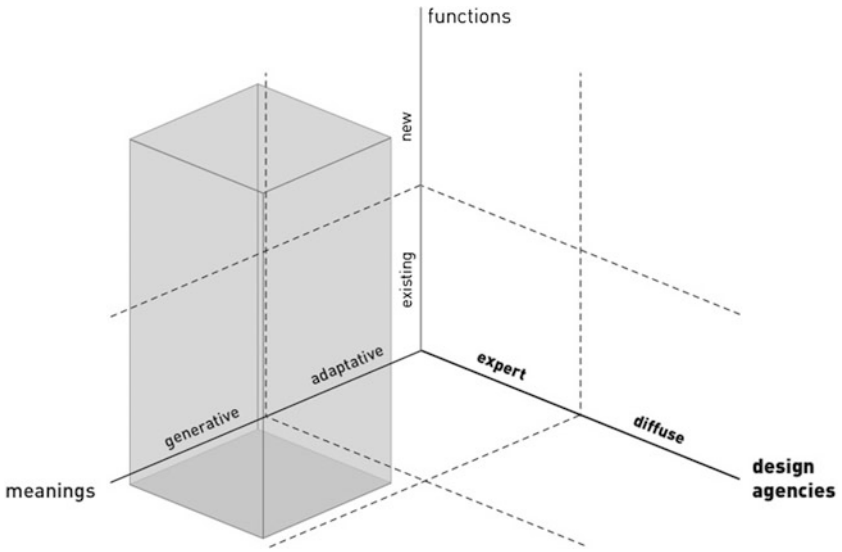 functions
new
existing
adaptative
expert
generative
diffuse
meanings
design
agencies